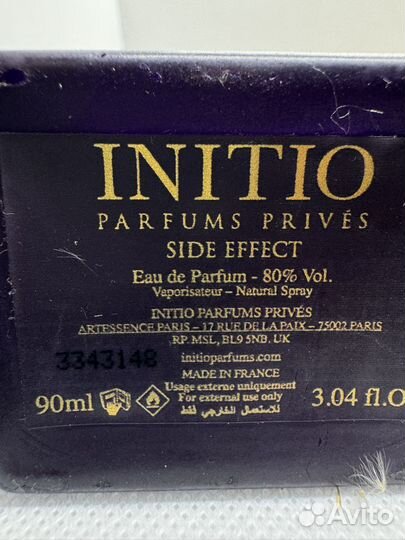 INITIO
PARFUMS PRIVÉS
SIDE EFFECT
Eau de Parfum - 80% Vol.
Vaporisateur – Natural Spray
INITIO PARFUMS PRIVÉS
ARTESSENCE PARIS – 17 RUE DE LA PAIX – 75002 PARIS
RP. MSL, BL9 5NB, UK
3343148 initioparfums.com
MADE IN FRANCE
Usage externe uniquement
For external use only
للاستعمال الخارجي فقط
90ml 3.04 fl.O
Avito